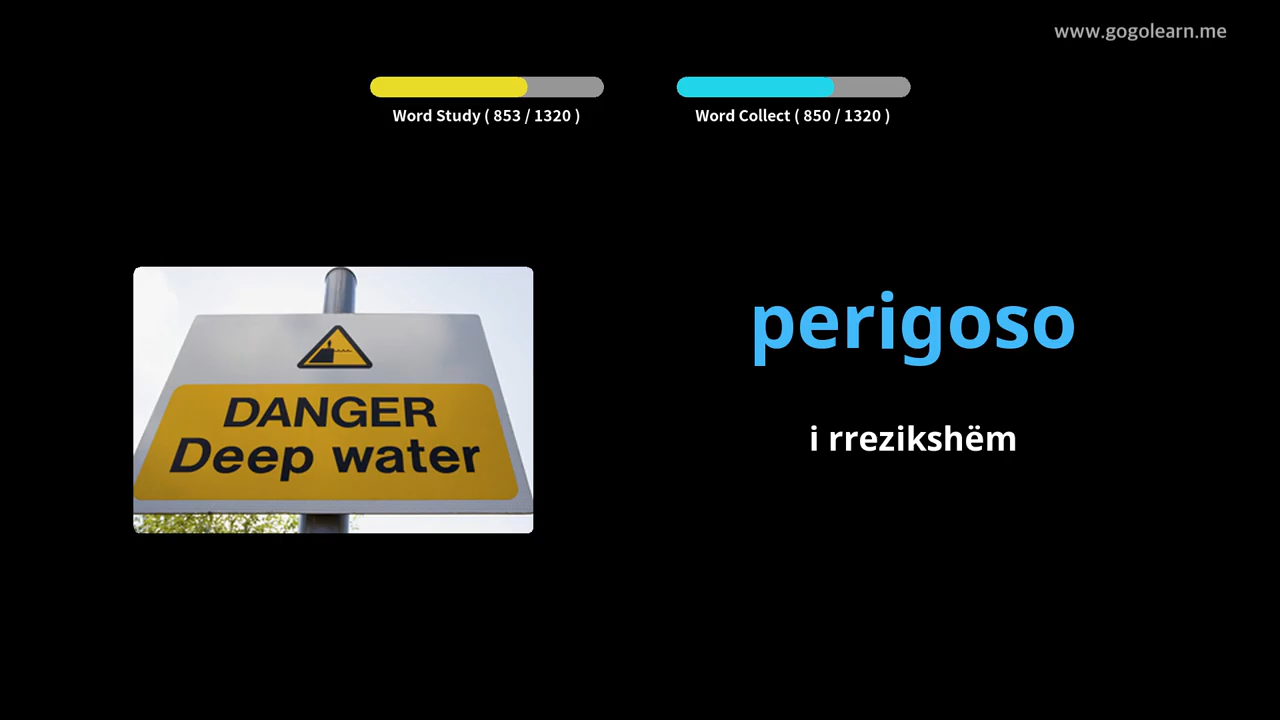 www.gogolearn.me
Word Study ( 853 / 1320 )
Word Collect ( 850 / 1320 )
DANGER
Deep water
perigoso
i rrezikshëm